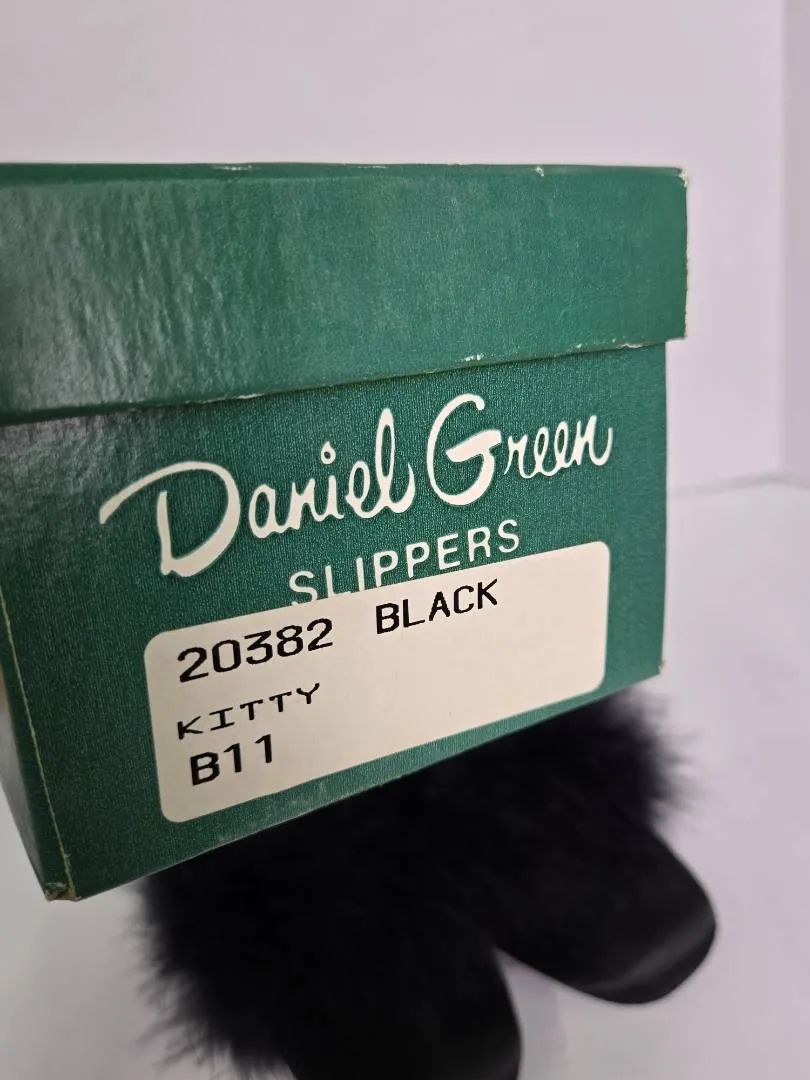 Daniel Green
SLIPPERS
20382 BLACK
KITTY
B11